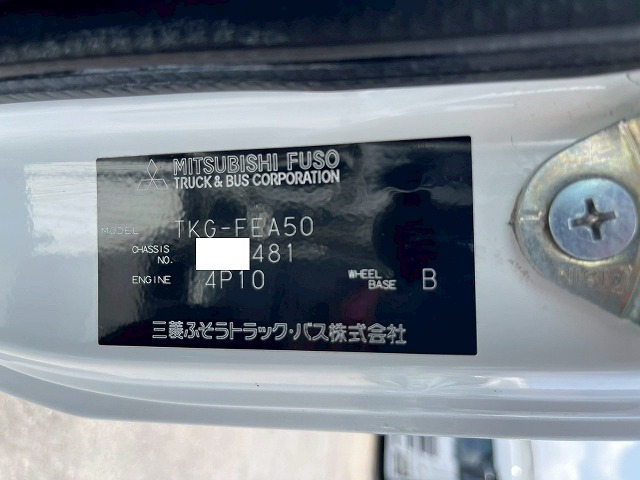 MITSUBISHI FUSO
TRUCK & BUS CORPORATION
MODEL TKG-FEA50
CHASSIS NO. 481
ENGINE 4P10 WHEEL BASE B
三菱ふそうトラック・バス株式会社